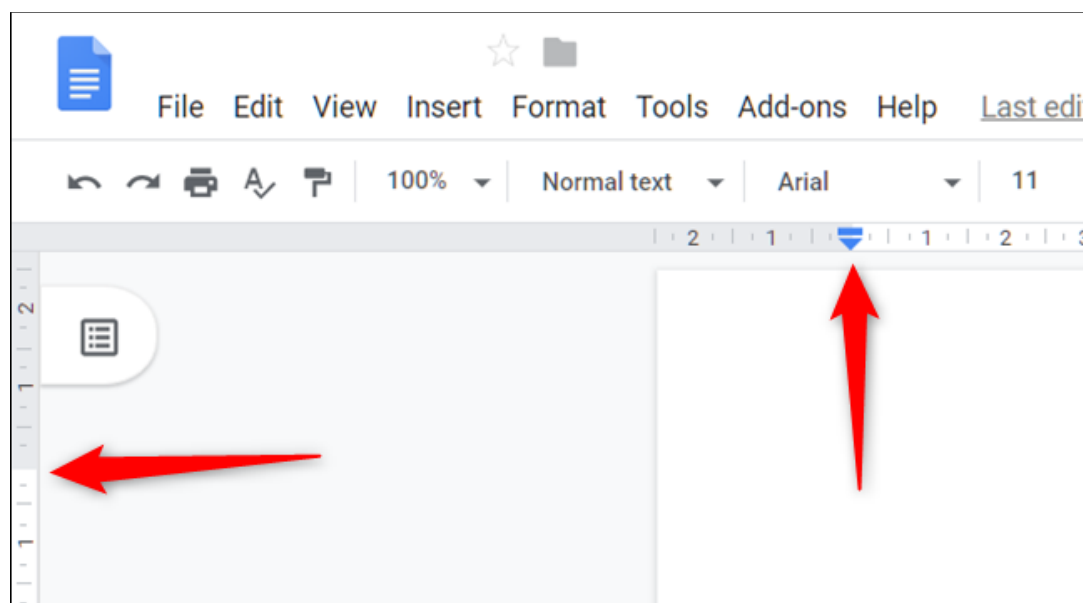 File Edit View Insert Format Tools Add-ons Help Last edi
100% Normal text Arial 11
2 1 1 2 3
2
1
1